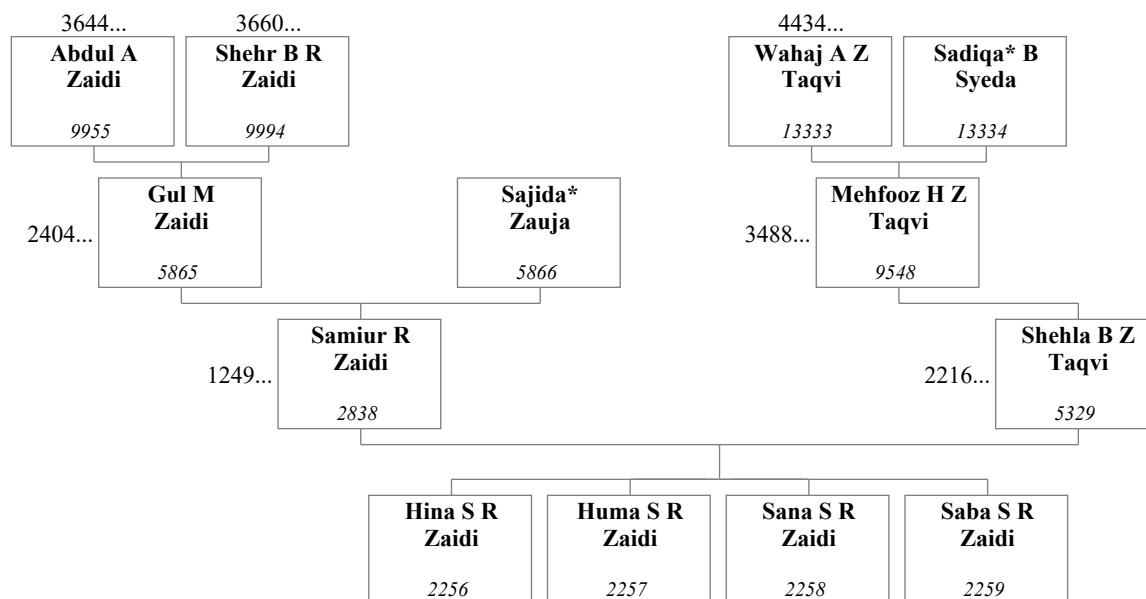 3644...
3660...
4434...
Abdul A
Zaidi
9955
Shehr B R
Zaidi
9994
Wahaj A Z
Taqvi
13333
Sadiqa* B
Syeda
13334
2404...
Gul M
Zaidi
5865
Sajida*
Zauja
5866
3488...
Mehfooz H Z
Taqvi
9548
1249...
Samiur R
Zaidi
2838
2216...
Shehla B Z
Taqvi
5329
Hina S R
Zaidi
2256
Huma S R
Zaidi
2257
Sana S R
Zaidi
2258
Saba S R
Zaidi
2259